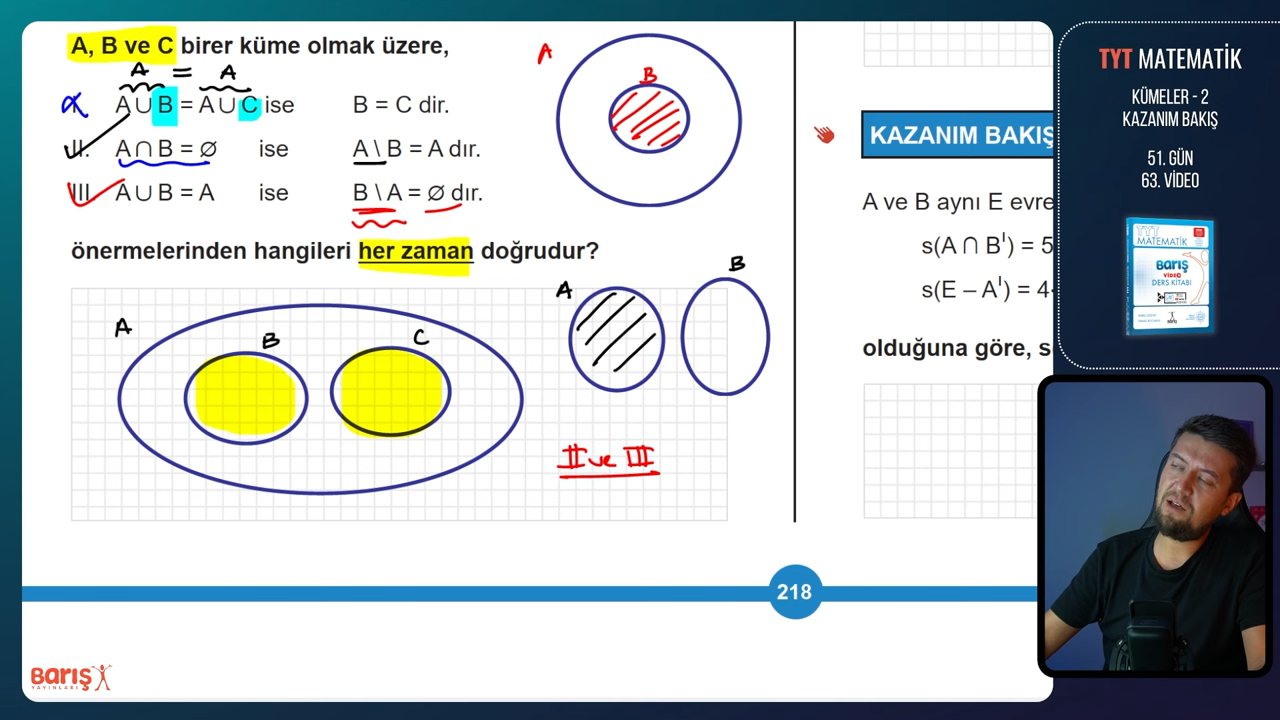 A, B ve C birer küme olmak üzere,
A = A
I. A∪B = A∪C ise B = C dir.
II. A∩B = ∅ ise A \ B = A dır.
III. A∪B = A ise B \ A = ∅ dır.
önermelerinden hangileri her zaman doğrudur?
A
B
A
B
C
A
B
II ve III
218
BARIŞ
YAYINLARI
KAZANIM BAKIŞ
A ve B aynı E evre
s(A ∩ B') = 5
s(E – A') = 4
olduğuna göre, s
TYT MATEMATİK
KÜMELER - 2
KAZANIM BAKIŞ
51. GÜN
63. VİDEO
TYT
MATEMATİK
BARIŞ
VİDEO
DERS KİTABI